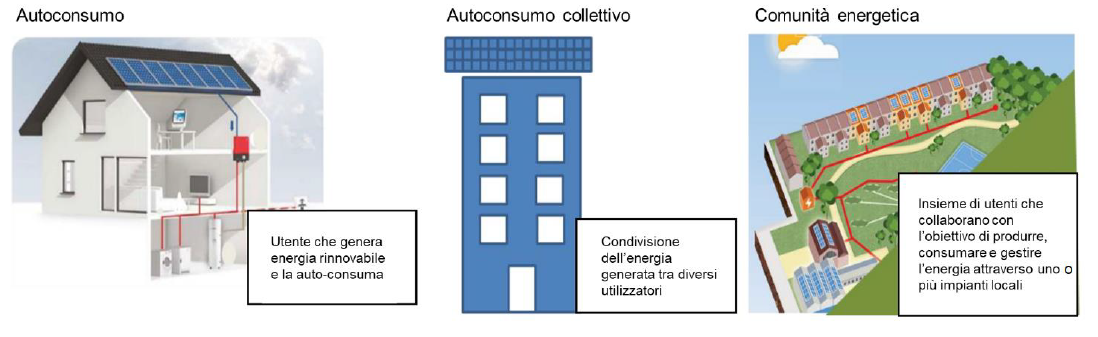 Autoconsumo
Autoconsumo collettivo
Comunità energetica
Utente che genera
energia rinnovabile
e la auto-consuma
Condivisione
dell'energia
generata tra diversi
utilizzatori
Insieme di utenti che
collaborano con
l'obiettivo di produrre,
consumare e gestire
l'energia attraverso uno o
più impianti locali